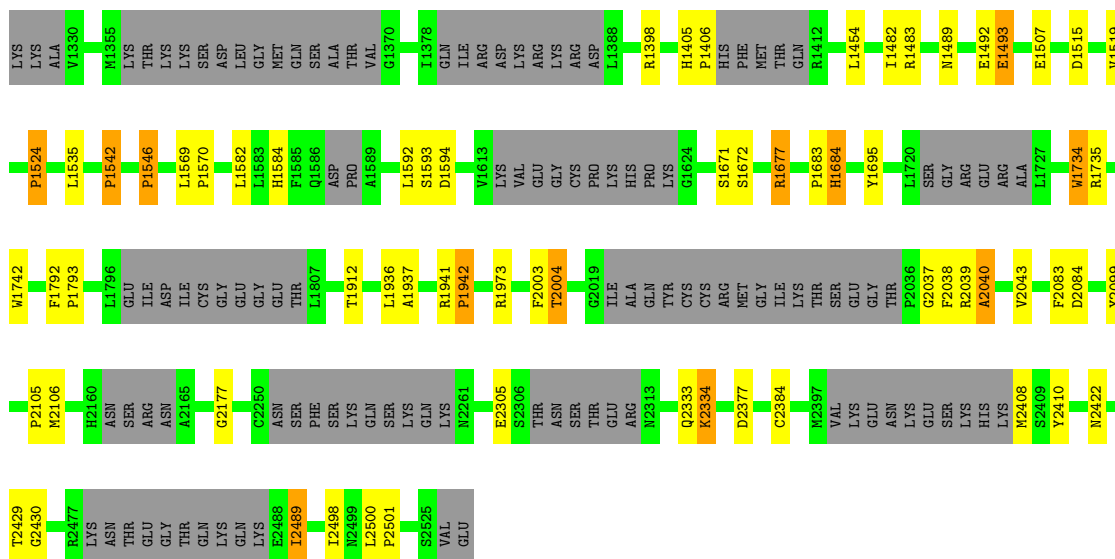 LYS LYS ALA V1330 M1355 LYS THR LYS LYS SER ASP LEU GLY MET GLN SER ALA THR VAL G1370 I1378 GLN ILE ARG ASP LYS ARG LYS ARG ASP L1388 R1398 H1405 P1406 HIS PHE MET THR GLN R1412 L1454 I1482 R1483 N1489 E1492 E1493 E1507 D1515
P1524 L1535 P1542 P1546 L1569 P1570 L1582 L1583 H1584 F1585 Q1586 ASP PRO A1589 L1592 S1593 D1594 V1613 LYS VAL GLU GLY CYS PRO LYS HIS PRO LYS G1624 S1671 S1672 R1677 P1683 H1684 Y1695 L1720 SER GLY ARG GLU ARG ALA L1727 W1734 R1735
W1742 F1792 P1793 L1796 GLU ILE ASP ILE CYS GLY GLU GLY THR L1807 T1912 L1936 A1937 R1941 P1942 R1973 F2003 T2004 G2019 ILE ALA GLN TYR CYS CYS ARG MET GLY ILE LYS THR SER GLU GLY THR P2036 G2037 F2038 R2039 A2040 V2043 F2083 D2084
P2105 M2106 H2160 ASN SER ARG ASN A2165 G2177 C2250 ASN SER PHE SER LYS GLN SER LYS GLN LYS N2261 E2305 S2306 THR ASN SER THR GLU ARG N2313 Q2333 K2334 D2377 C2384 M2397 VAL LYS GLU ASN LYS GLU SER LYS HIS LYS M2408 S2409 Y2410 N2422
T2429 G2430 R2477 LYS ASN THR GLU GLY THR GLN LYS GLN LYS E2488 I2489 I2498 N2499 L2500 P2501 S2525 VAL GLU